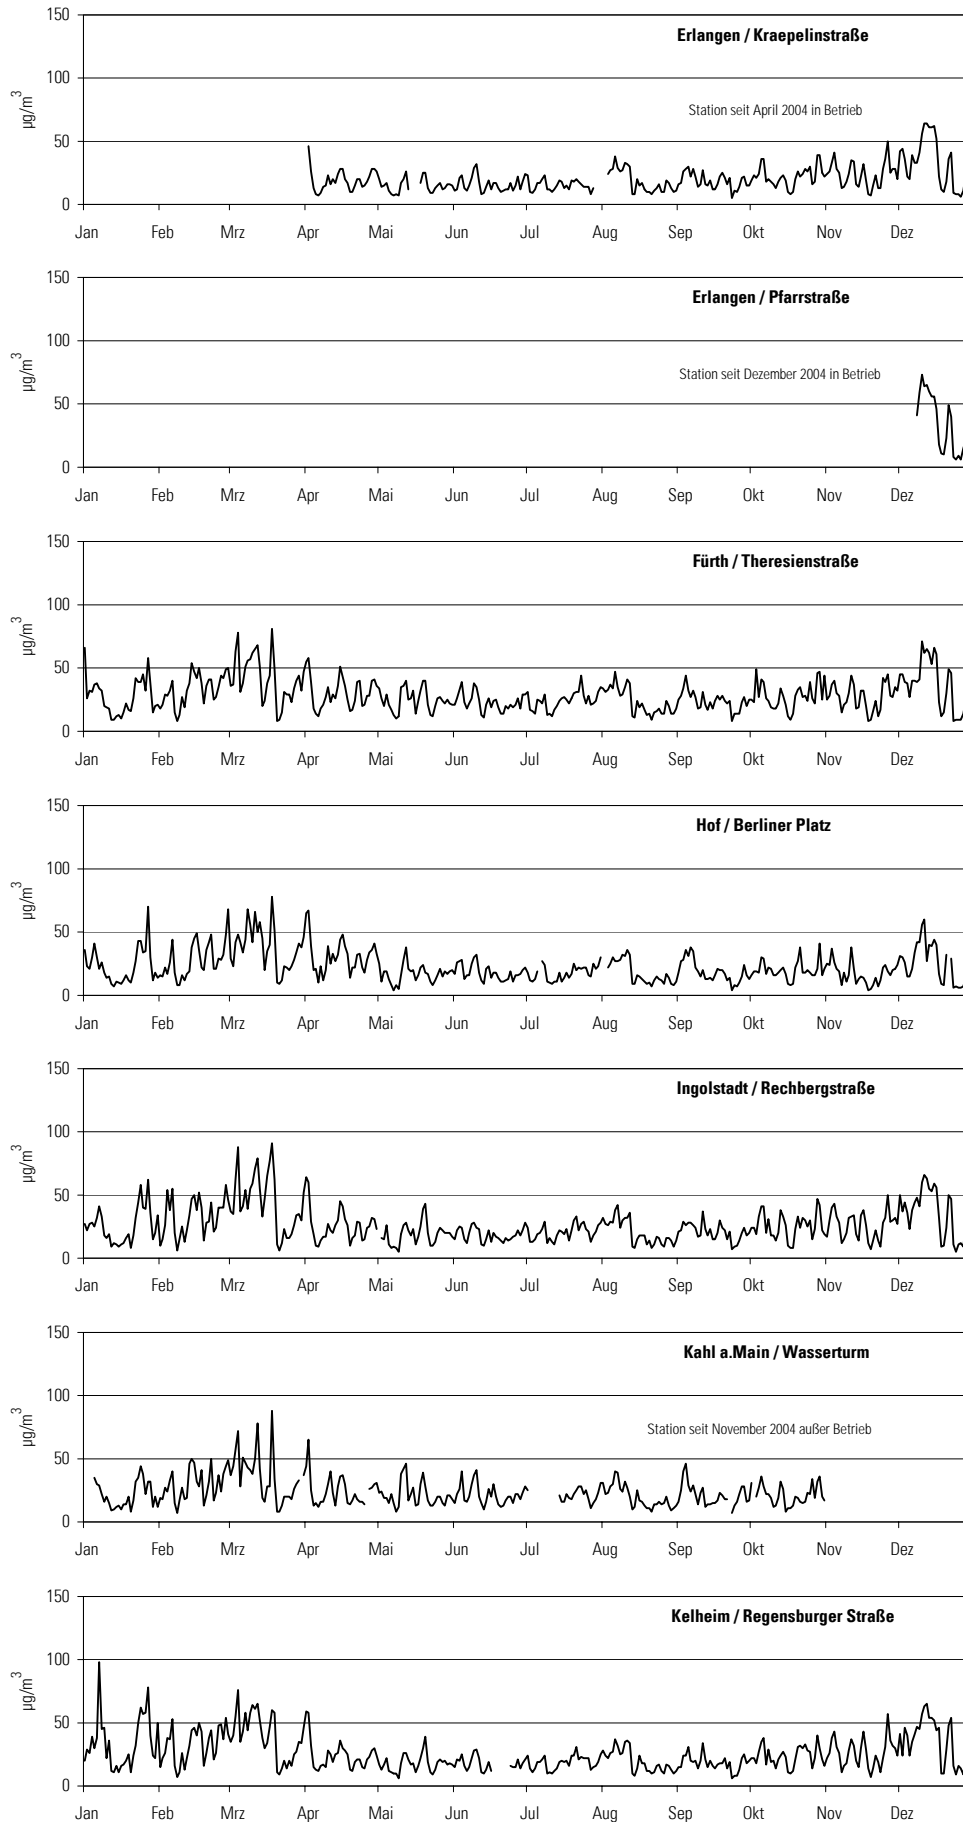 150
Erlangen / Kraepelinstraße
100
µg/m³
Station seit April 2004 in Betrieb
50
0
Jan Feb Mrz Apr Mai Jun Jul Aug Sep Okt Nov Dez
150
Erlangen / Pfarrstraße
100
µg/m³
Station seit Dezember 2004 in Betrieb
50
0
Jan Feb Mrz Apr Mai Jun Jul Aug Sep Okt Nov Dez
150
Fürth / Theresienstraße
100
µg/m³
50
0
Jan Feb Mrz Apr Mai Jun Jul Aug Sep Okt Nov Dez
150
Hof / Berliner Platz
100
µg/m³
50
0
Jan Feb Mrz Apr Mai Jun Jul Aug Sep Okt Nov Dez
150
Ingolstadt / Rechbergstraße
100
µg/m³
50
0
Jan Feb Mrz Apr Mai Jun Jul Aug Sep Okt Nov Dez
150
Kahl a.Main / Wasserturm
100
µg/m³
Station seit November 2004 außer Betrieb
50
0
Jan Feb Mrz Apr Mai Jun Jul Aug Sep Okt Nov Dez
150
Kelheim / Regensburger Straße
100
µg/m³
50
0
Jan Feb Mrz Apr Mai Jun Jul Aug Sep Okt Nov Dez